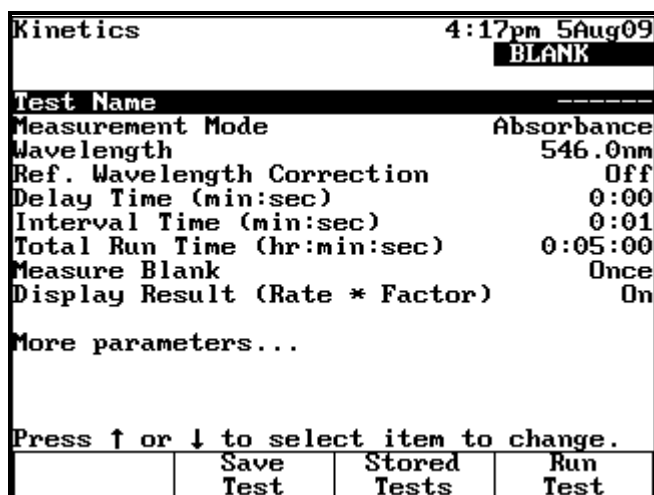 Kinetics 4:17pm 5Aug09
BLANK
Test Name ------
Measurement Mode Absorbance
Wavelength 546.0nm
Ref. Wavelength Correction Off
Delay Time (min:sec) 0:00
Interval Time (min:sec) 0:01
Total Run Time (hr:min:sec) 0:05:00
Measure Blank Once
Display Result (Rate * Factor) On
More parameters...
Press ↑ or ↓ to select item to change.
Save Test
Stored Tests
Run Test